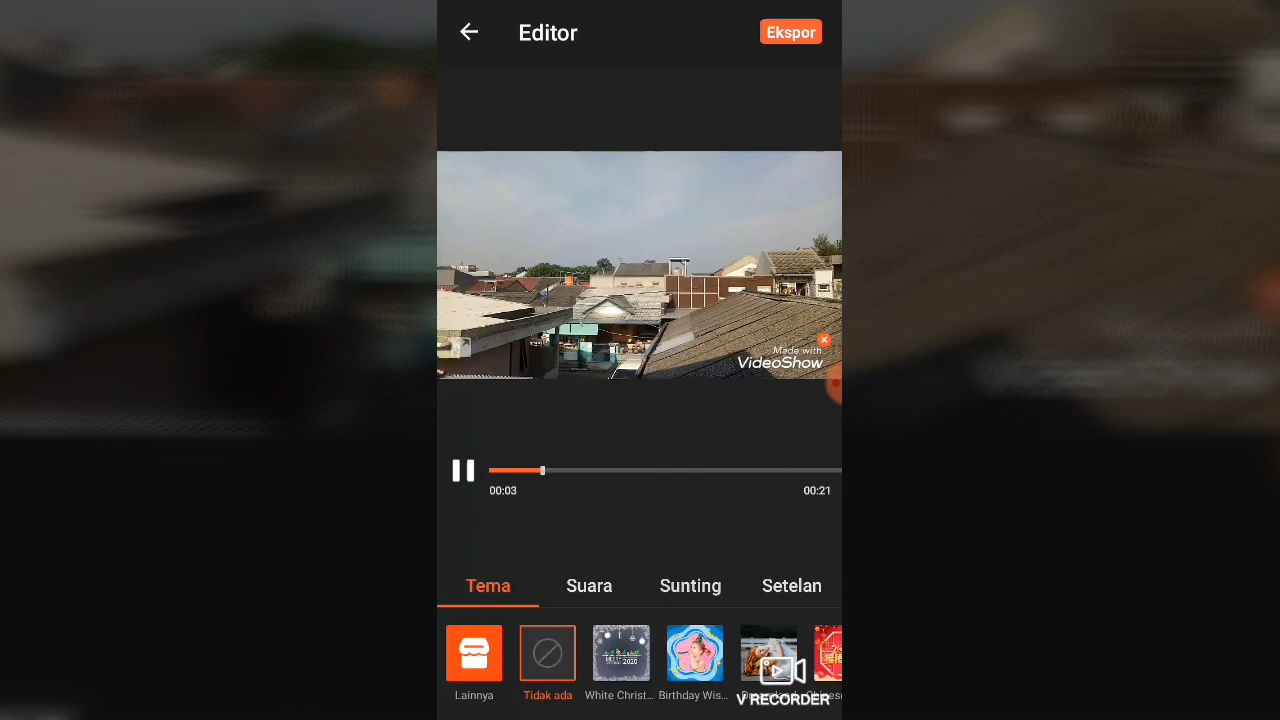 Editor
Ekspor
Made with
VideoShow
00:03
00:21
Tema
Suara
Sunting
Setelan
Lainnya
Tidak ada
White Christ...
Birthday Wis...
V RECORDER